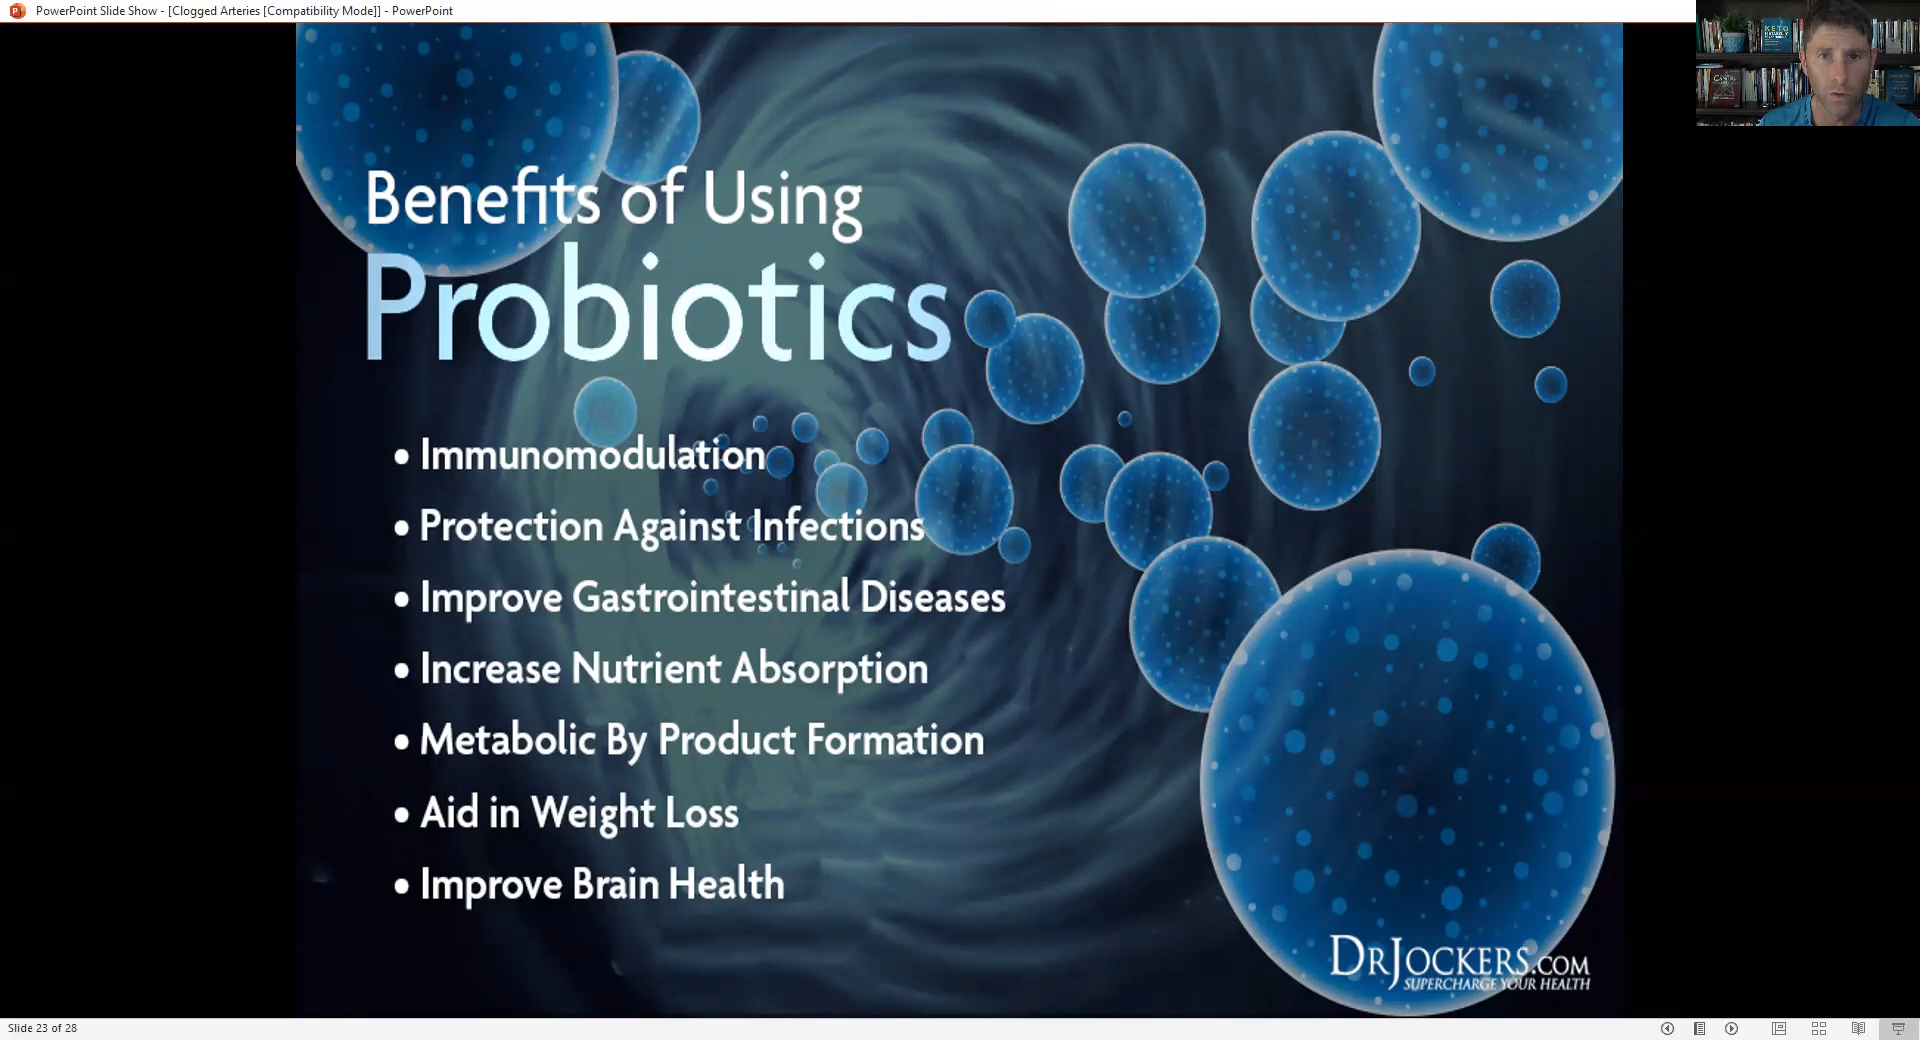 PowerPoint Slide Show - [Clogged Arteries [Compatibility Mode]] - PowerPoint
KETO
Benefits of Using
Probiotics
• Immunomodulation
• Protection Against Infections
• Improve Gastrointestinal Diseases
• Increase Nutrient Absorption
• Metabolic By Product Formation
• Aid in Weight Loss
• Improve Brain Health
DRJOCKERS.COM
SUPERCHARGE YOUR HEALTH
Slide 23 of 28